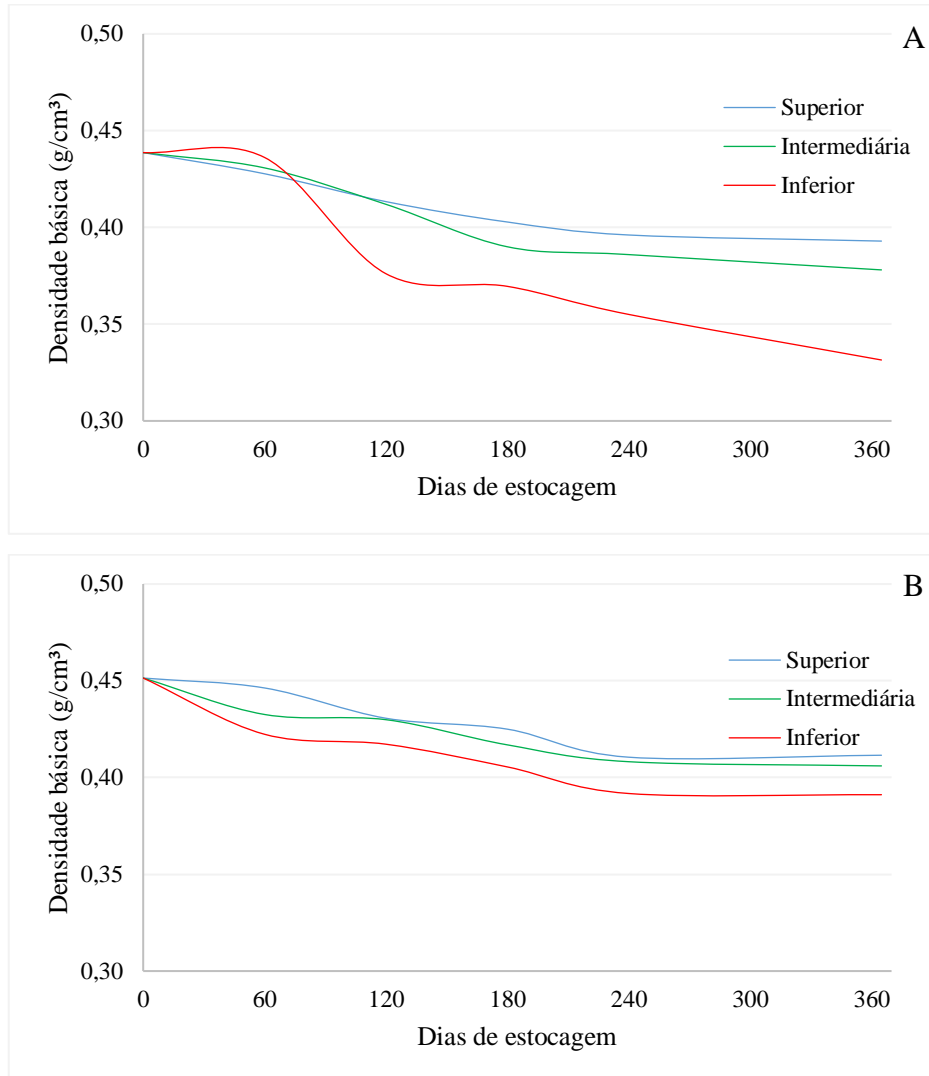 A
0,50
0,45
0,40
0,35
0,30
Densidade básica (g/cm³)
Superior
Intermediária
Inferior
0 60 120 180 240 300 360
Dias de estocagem
B
0,50
0,45
0,40
0,35
0,30
Densidade básica (g/cm³)
Superior
Intermediária
Inferior
0 60 120 180 240 300 360
Dias de estocagem